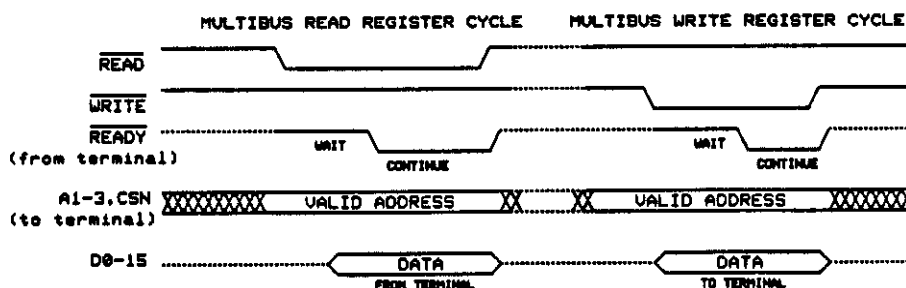 MULTIBUS READ REGISTER CYCLE MULTIBUS WRITE REGISTER CYCLE
READ
WRITE
READY
(from terminal)
WAIT CONTINUE WAIT CONTINUE
A1-3.CSN
(to terminal)
VALID ADDRESS VALID ADDRESS
D0-15 DATA DATA
FROM TERMINAL TO TERMINAL